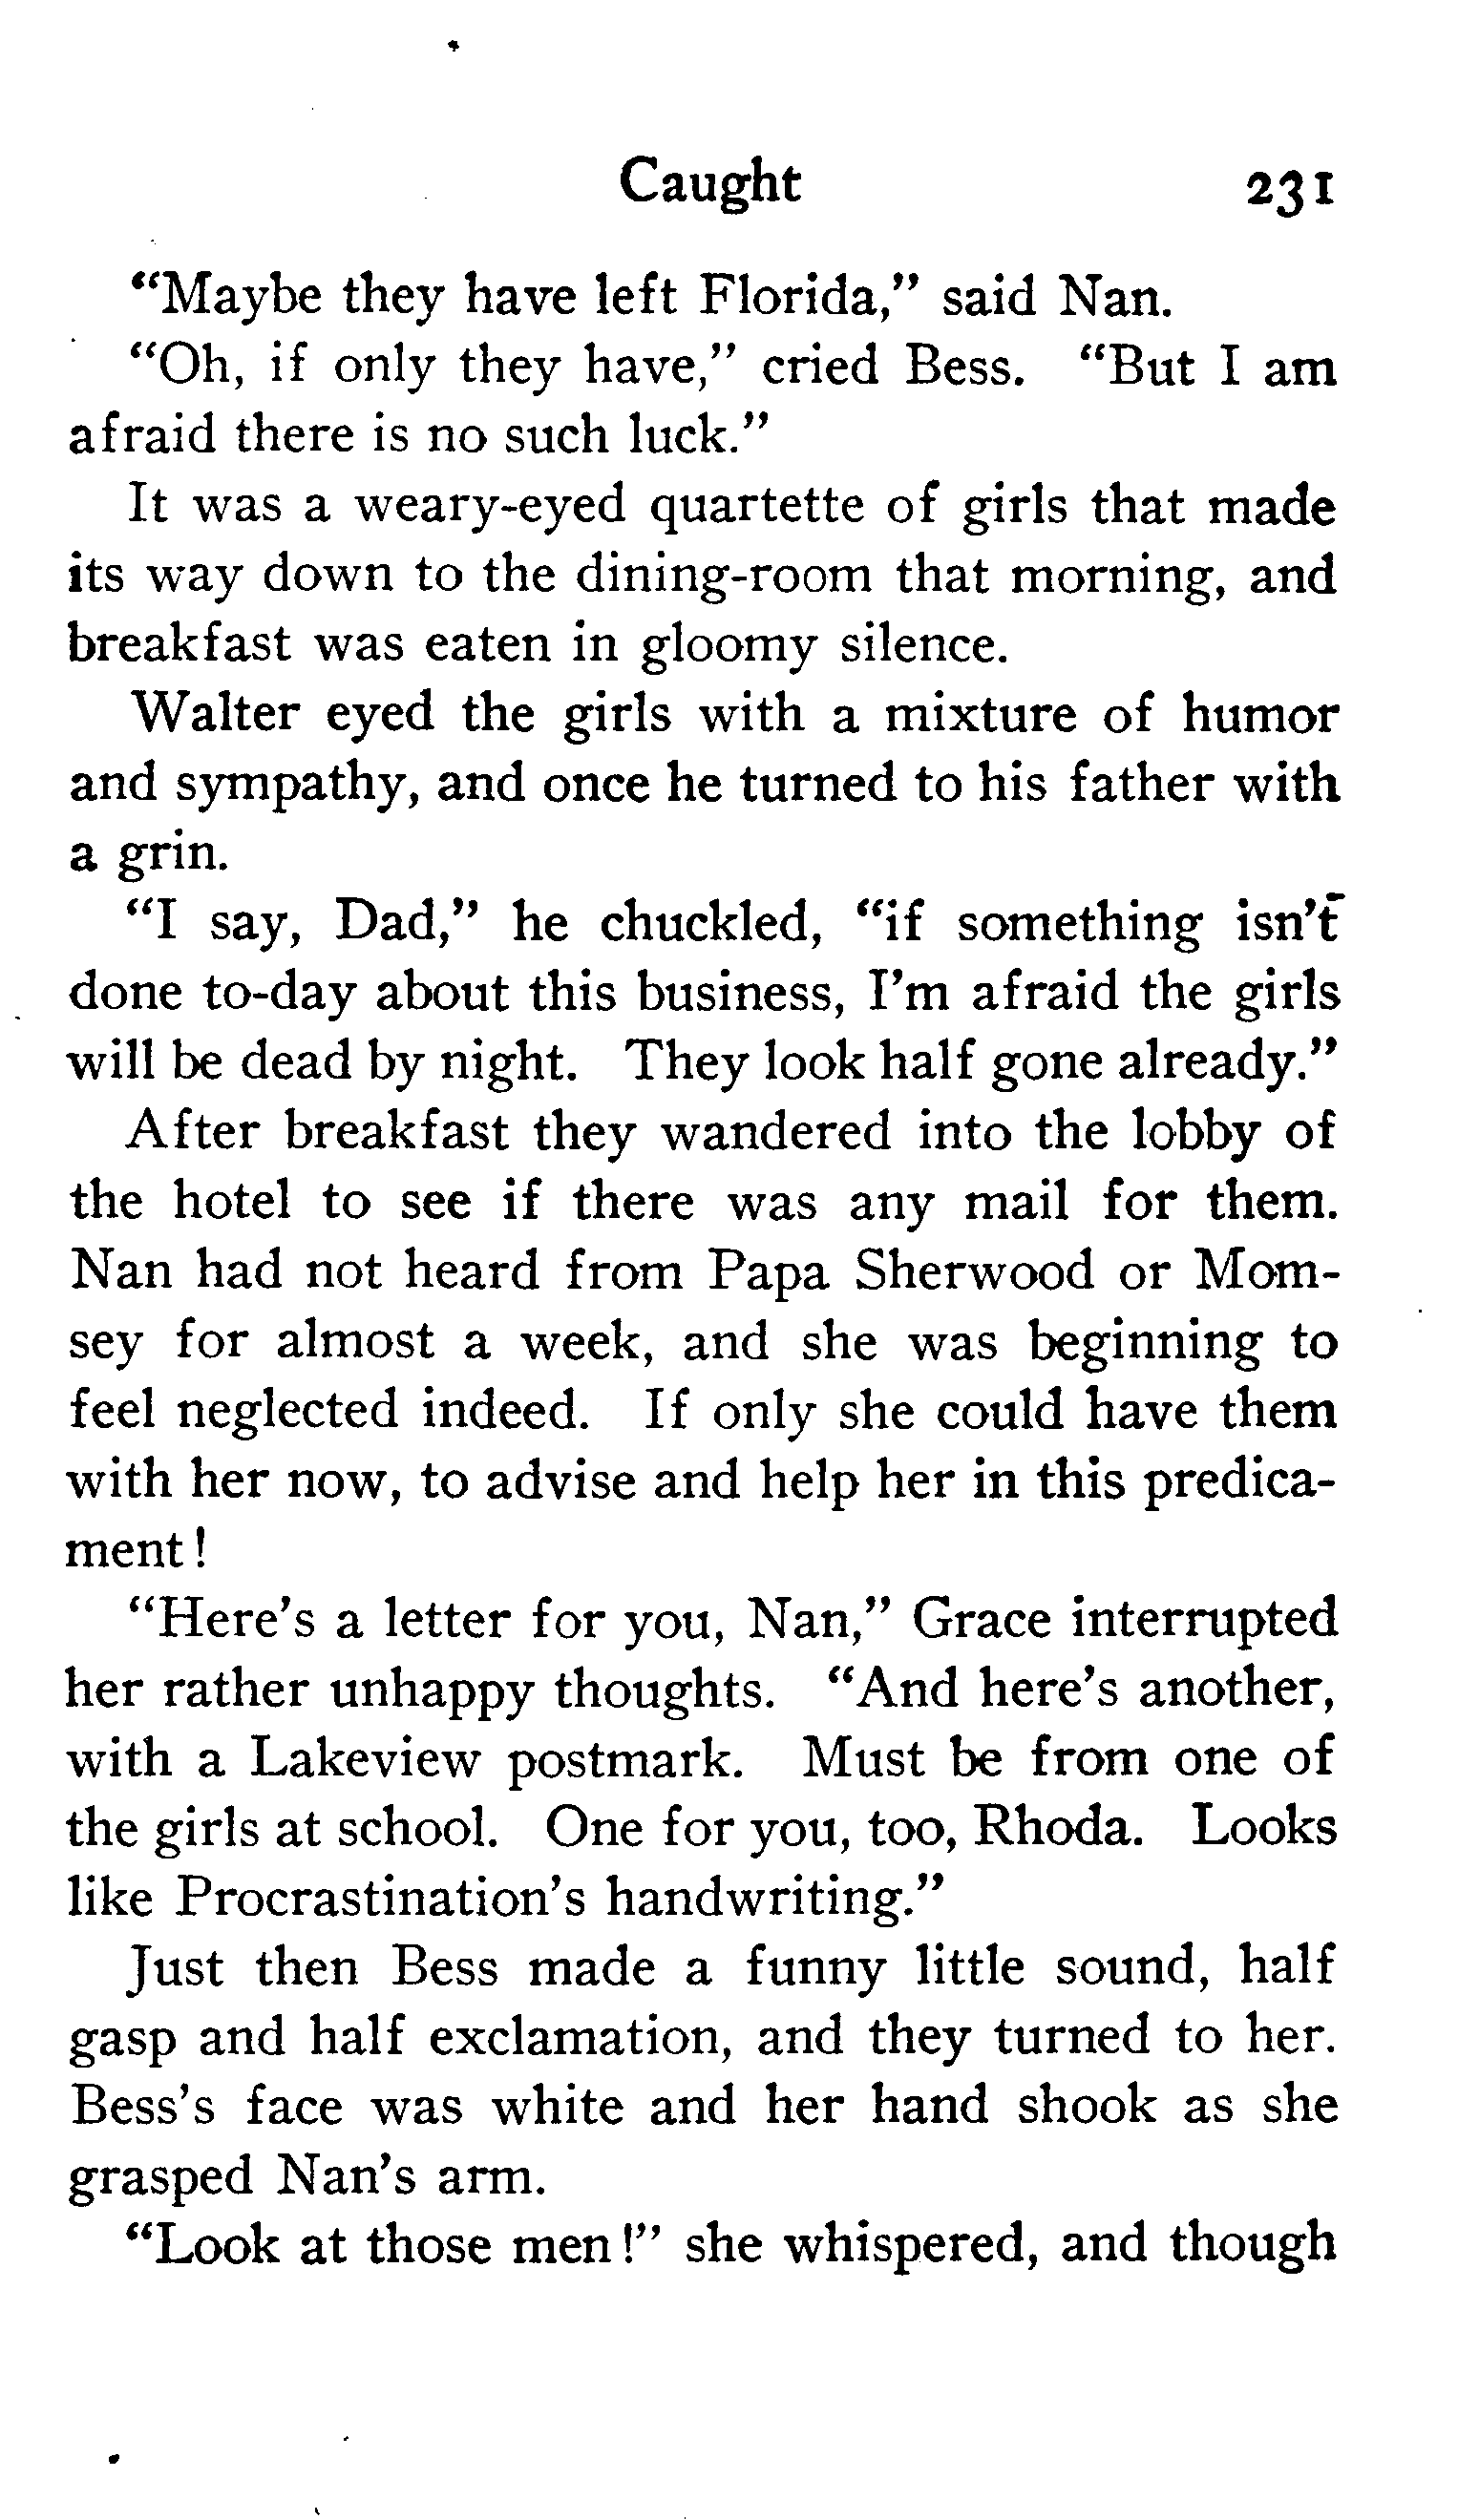 Caught 231
“Maybe they have left Florida,” said Nan.
“Oh, if only they have,” cried Bess. “But I am
afraid there is no such luck.”
It was a weary-eyed quartette of girls that made
its way down to the dining-room that morning, and
breakfast was eaten in gloomy silence.
Walter eyed the girls with a mixture of humor
and sympathy, and once he turned to his father with
a grin.
“I say, Dad,” he chuckled, “if something isn’t
done to-day about this business, I’m afraid the girls
will be dead by night. They look half gone already.”
After breakfast they wandered into the lobby of
the hotel to see if there was any mail for them.
Nan had not heard from Papa Sherwood or Mom-
sey for almost a week, and she was beginning to
feel neglected indeed. If only she could have them
with her now, to advise and help her in this predica-
ment!
“Here’s a letter for you, Nan,” Grace interrupted
her rather unhappy thoughts. “And here’s another,
with a Lakeview postmark. Must be from one of
the girls at school. One for you, too, Rhoda. Looks
like Procrastination’s handwriting.”
Just then Bess made a funny little sound, half
gasp and half exclamation, and they turned to her.
Bess’s face was white and her hand shook as she
grasped Nan’s arm.
“Look at those men!” she whispered, and though